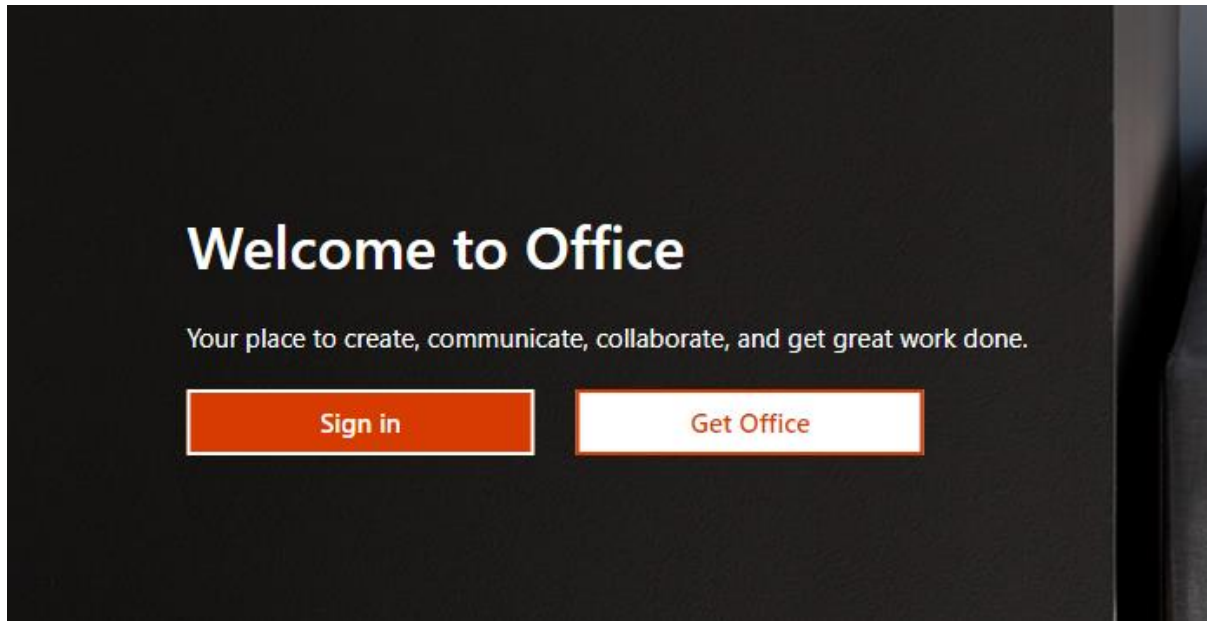 Welcome to Office
Your place to create, communicate, collaborate, and get great work done.
Sign in
Get Office